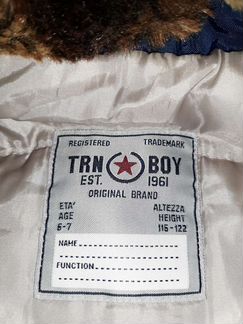 REGISTERED TRADEMARK
TRN BOY
EST. 1961
ORIGINAL BRAND
ETA' ALTEZZA
AGE HEIGHT
6-7 116-122
NAME
FUNCTION